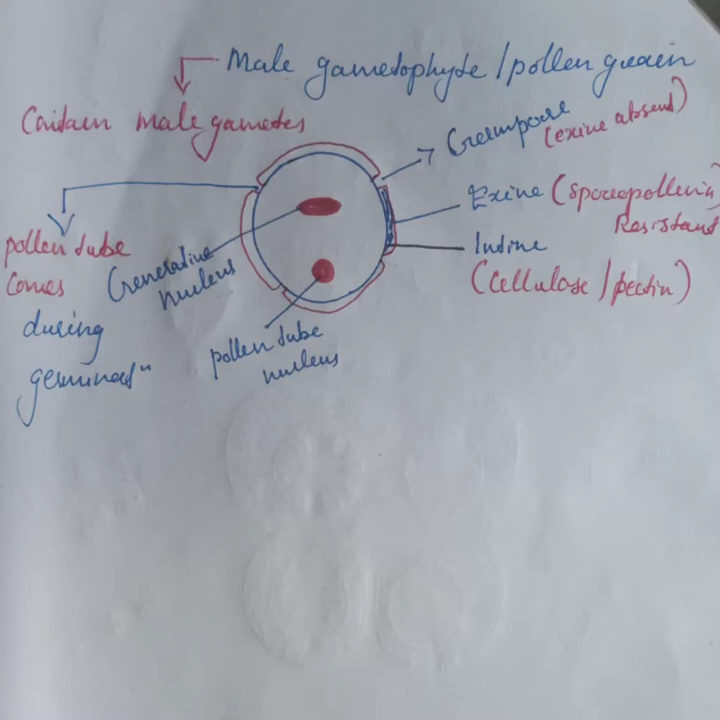 Male gametophyte / pollen grain
Contain male gametes
Germpore
(exine absent)
Exine (sporopollenin)
Resistant
Intine
(Cellulose / pectin)
pollen tube
Comes
during
germinatn
Generative
nucleus
pollen tube
nucleus